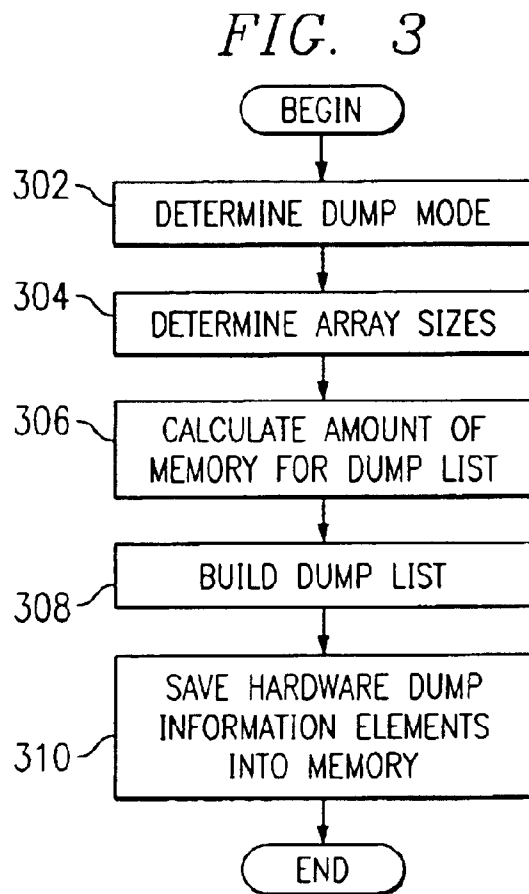 FIG. 3
BEGIN
302
DETERMINE DUMP MODE
304
DETERMINE ARRAY SIZES
306
CALCULATE AMOUNT OF
MEMORY FOR DUMP LIST
308
BUILD DUMP LIST
310
SAVE HARDWARE DUMP
INFORMATION ELEMENTS
INTO MEMORY
END